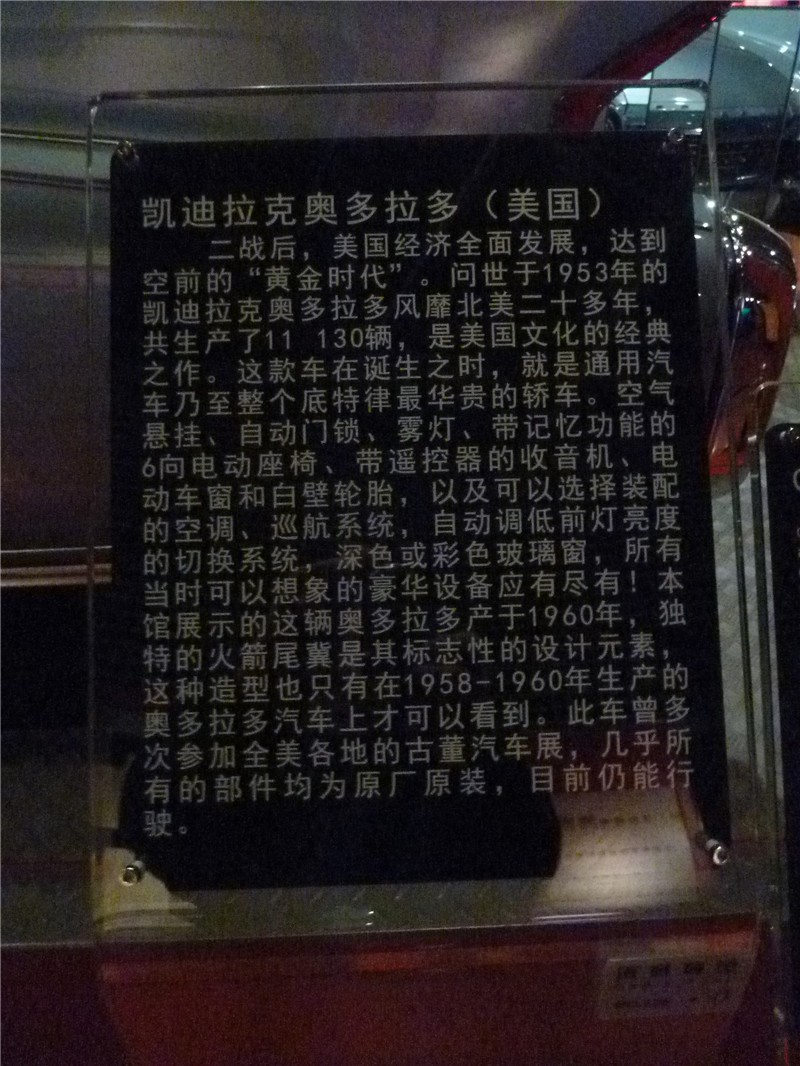 凯迪拉克奥多拉多（美国）
二战后，美国经济全面发展，达到
空前的“黄金时代”。问世于1953年的
凯迪拉克奥多拉多风靡北美二十多年，
共生产了11 130辆，是美国文化的经典
之作。这款车在诞生之时，就是通用汽
车乃至整个底特律最华贵的轿车。空气
悬挂、自动门锁、雾灯、带记忆功能的
6向电动座椅、带遥控器的收音机、电
动车窗和白壁轮胎，以及可以选择装配
的空调、巡航系统，自动调低前灯亮度
的切换系统，深色或彩色玻璃窗，所有
当时可以想象的豪华设备应有尽有！本
馆展示的这辆奥多拉多产于1960年，独
特的火箭尾冀是其标志性的设计元素，
这种造型也只有在1958-1960年生产的
奥多拉多汽车上才可以看到。此车曾多
次参加全美各地的古董汽车展，几乎所
有的部件均为原厂原装，目前仍能行
驶。